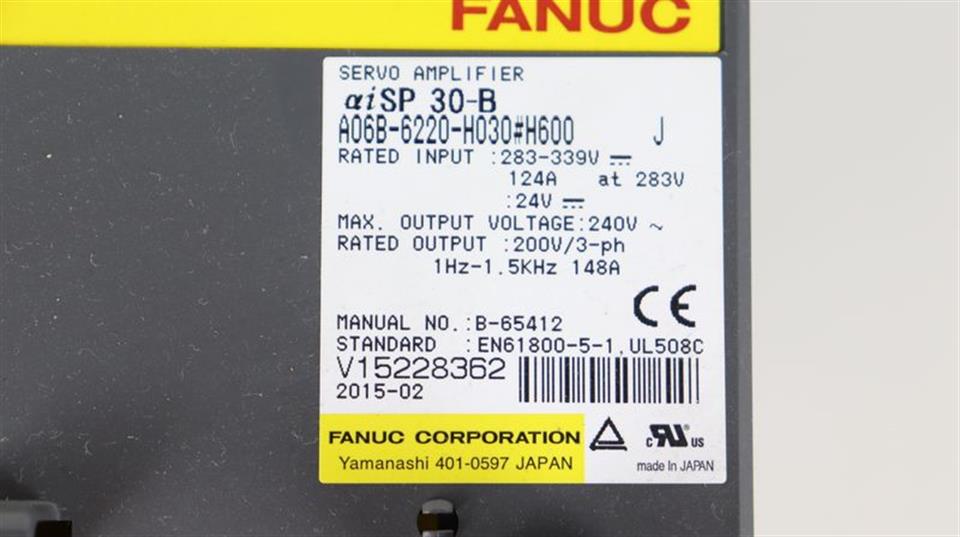 FANUC
SERVO AMPLIFIER
αiSP 30-B
A06B-6220-H030#H600 J
RATED INPUT :283-339V ⎓
124A at 283V
:24V ⎓
MAX. OUTPUT VOLTAGE:240V ~
RATED OUTPUT :200V/3-ph
1Hz-1.5KHz 148A
CE
MANUAL NO.:B-65412
STANDARD :EN61800-5-1,UL508C
V15228362
2015-02
FANUC CORPORATION
Yamanashi 401-0597 JAPAN
c RU US
made in JAPAN